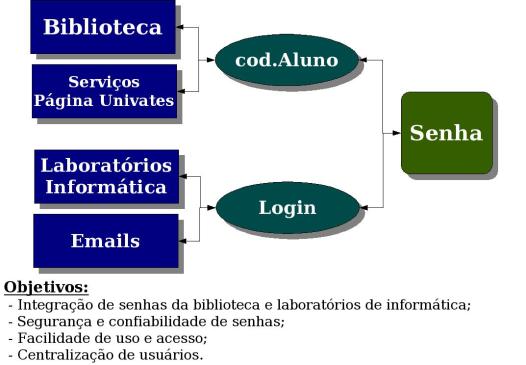 Biblioteca
Serviços
Página Univates
cod.Aluno
Senha
Laboratórios
Informática
Login
Emails
Objetivos:
- Integração de senhas da biblioteca e laboratórios de informática;
- Segurança e confiabilidade de senhas;
- Facilidade de uso e acesso;
- Centralização de usuários.